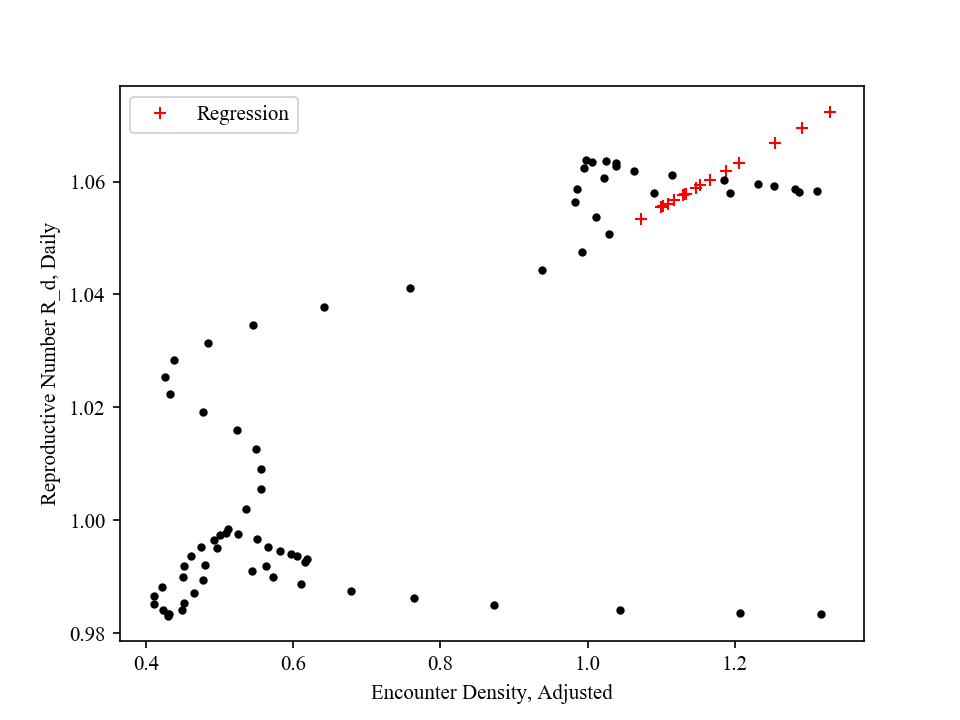 Regression
1.06
1.04
1.02
1.00
0.98
Reproductive Number R_d, Daily
0.4 0.6 0.8 1.0 1.2
Encounter Density, Adjusted